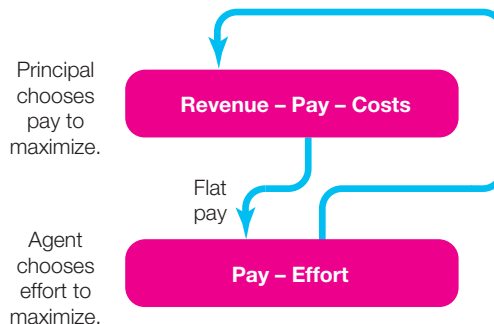 Principal
chooses
pay to
maximize.
Revenue – Pay – Costs
Flat
pay
Agent
chooses
effort to
maximize.
Pay – Effort